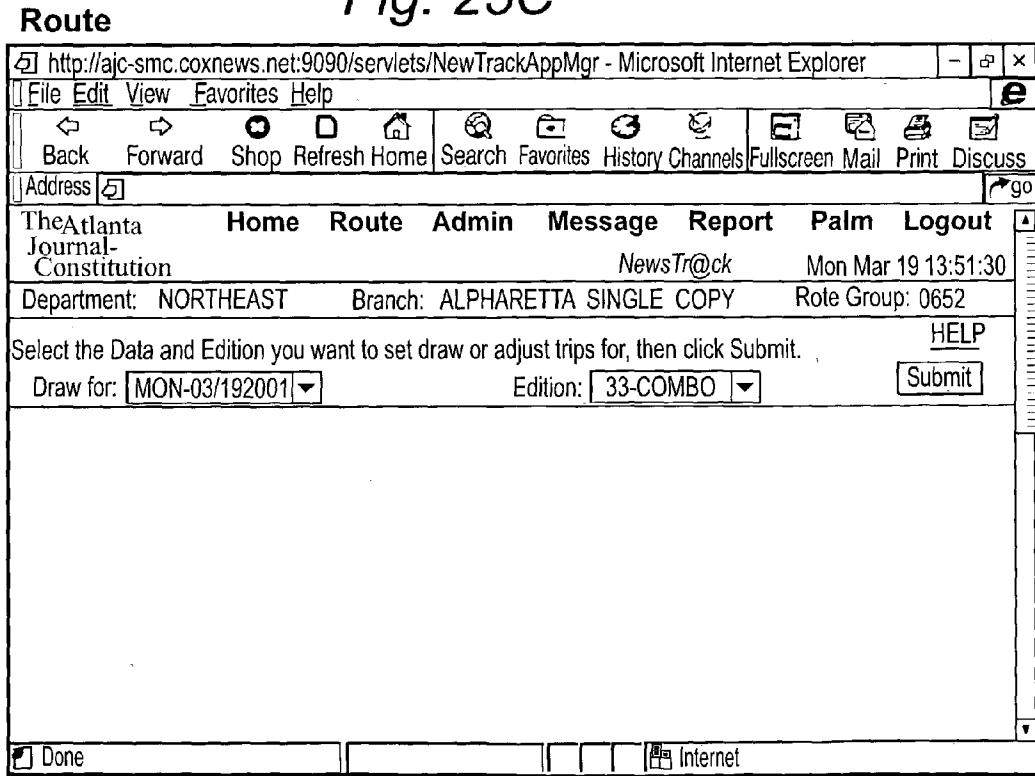 Fig. 25C
Route
http://ajc-smc.coxnews.net:9090/servlets/NewTrackAppMgr - Microsoft Internet Explorer
File Edit View Favorites Help
Back Forward Shop Refresh Home Search Favorites History Channels Fullscreen Mail Print Discuss
Address go
The Atlanta Journal-Constitution
Home Route Admin Message Report Palm Logout
NewsTr@ck Mon Mar 19 13:51:30
Department: NORTHEAST Branch: ALPHARETTA SINGLE COPY Rote Group: 0652
HELP
Select the Data and Edition you want to set draw or adjust trips for, then click Submit.
Draw for: MON-03/192001 Edition: 33-COMBO Submit
Done Internet